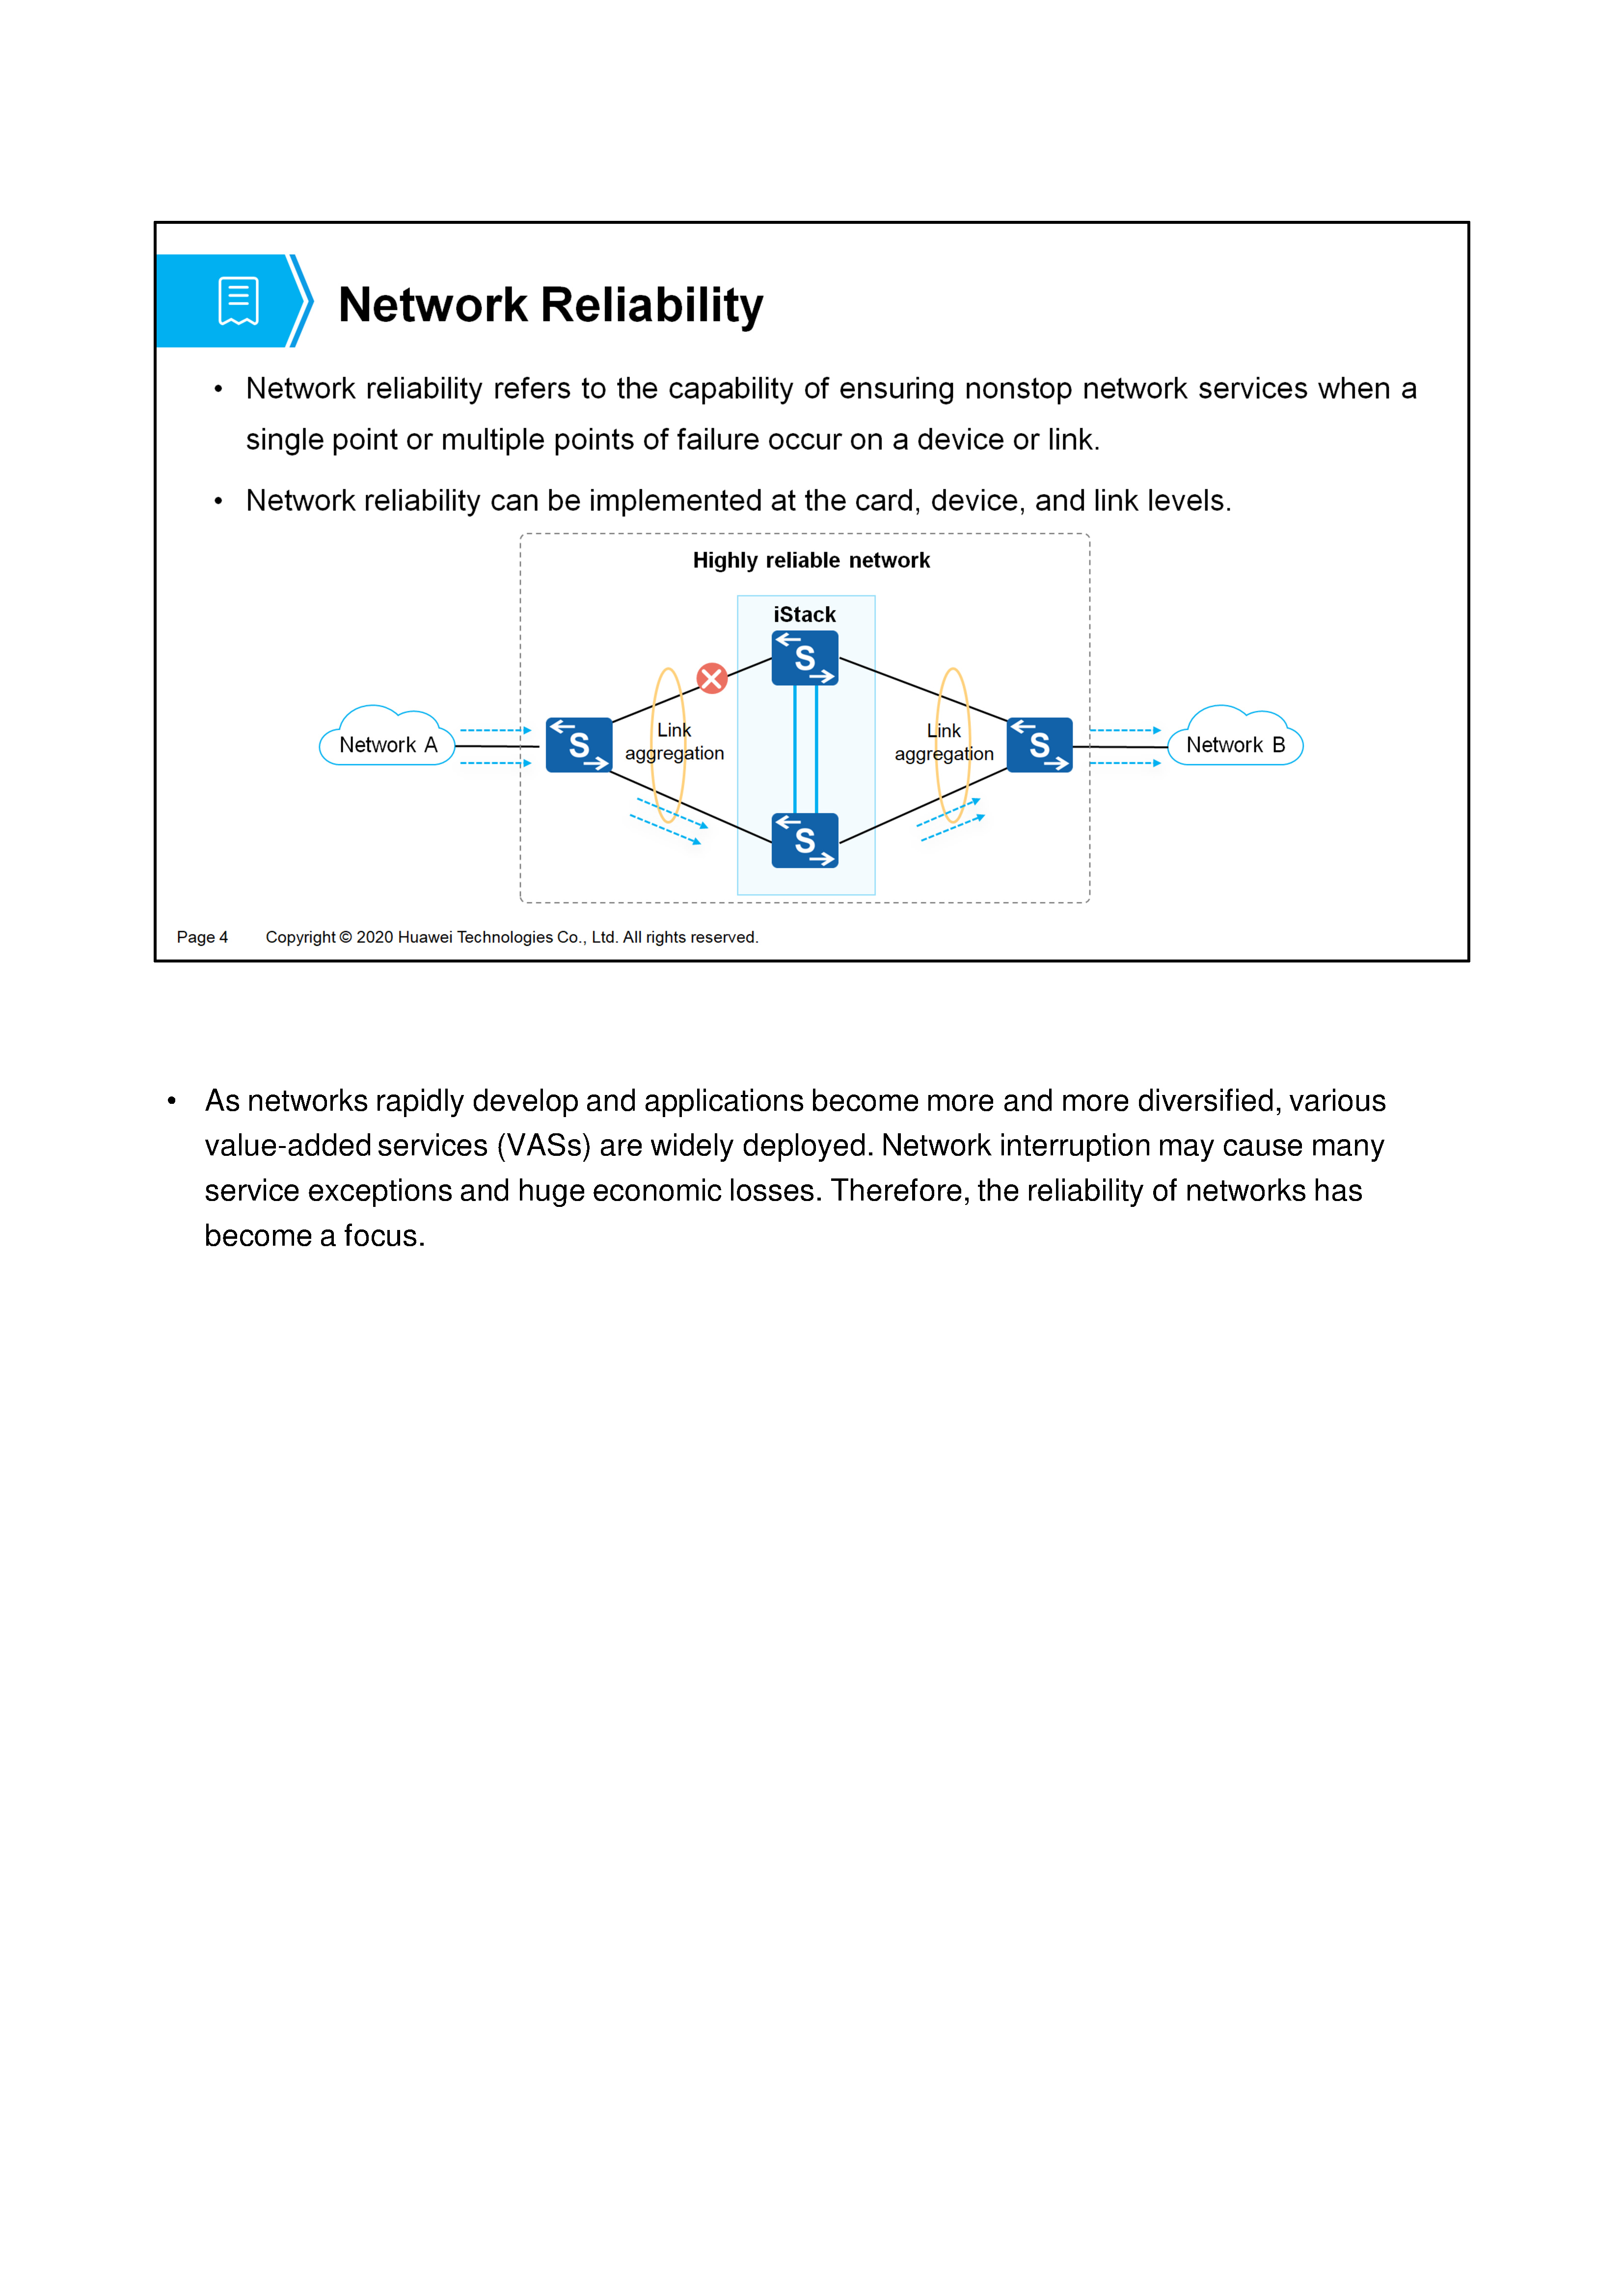 Network Reliability
• Network reliability refers to the capability of ensuring nonstop network services when a
single point or multiple points of failure occur on a device or link.
• Network reliability can be implemented at the card, device, and link levels.
Highly reliable network
iStack
S
Network A
S
Link
aggregation
Link
aggregation
S
Network B
S
Page 4 Copyright © 2020 Huawei Technologies Co., Ltd. All rights reserved.
• As networks rapidly develop and applications become more and more diversified, various
value-added services (VASs) are widely deployed. Network interruption may cause many
service exceptions and huge economic losses. Therefore, the reliability of networks has
become a focus.